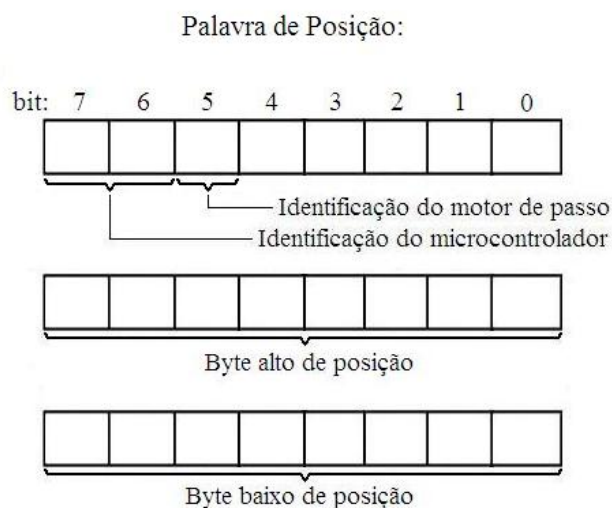 Palavra de Posição:
bit: 7 6 5 4 3 2 1 0
Identificação do motor de passo
Identificação do microcontrolador
Byte alto de posição
Byte baixo de posição